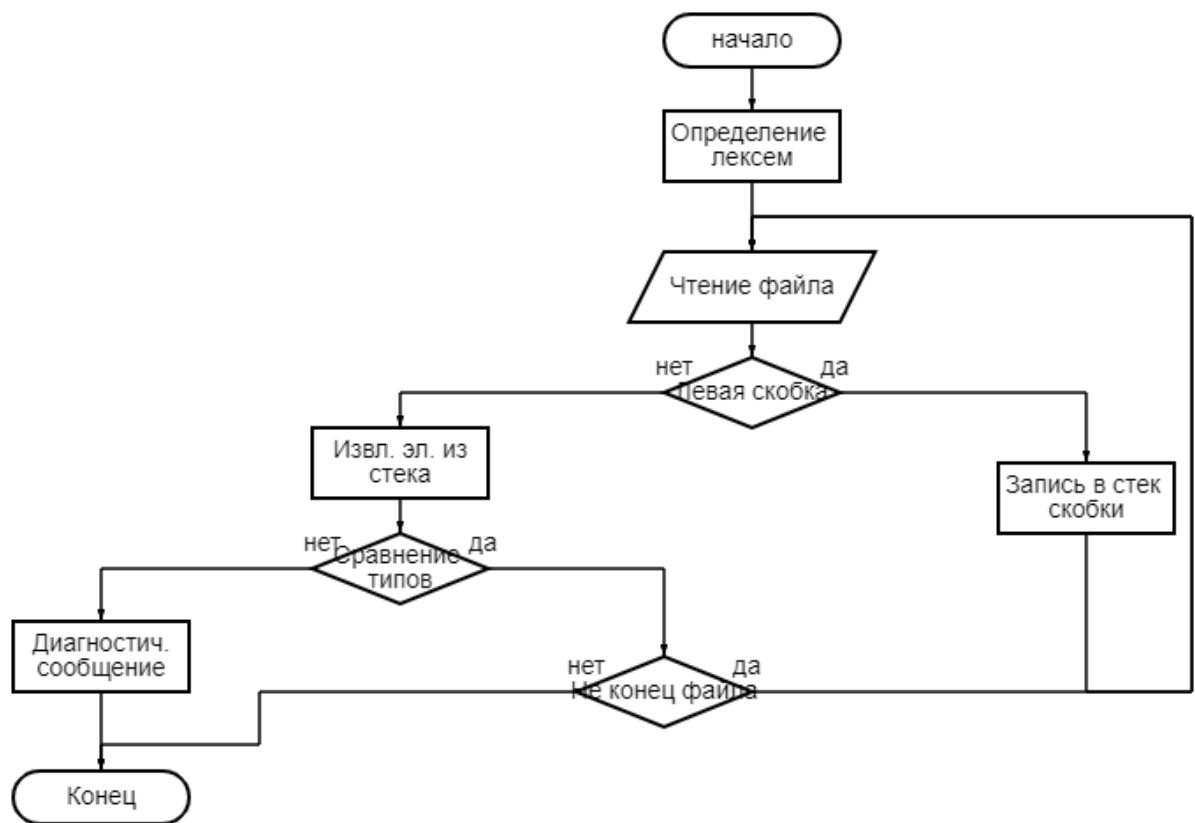 начало
Определение
лексем
Чтение файла
нет
да
Левая скобка
Извл. эл. из
стека
Запись в стек
скобки
нет
да
Сравнение
типов
Диагностич.
сообщение
нет
да
Не конец файла
Конец